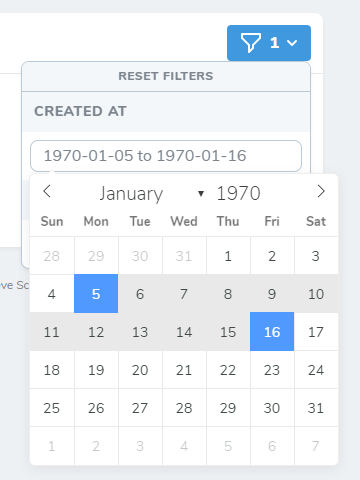 1
RESET FILTERS
CREATED AT
1970-01-05 to 1970-01-16
January 1970
Sun Mon Tue Wed Thu Fri Sat
28 29 30 31 1 2 3
4 5 6 7 8 9 10
11 12 13 14 15 16 17
18 19 20 21 22 23 24
25 26 27 28 29 30 31
1 2 3 4 5 6 7